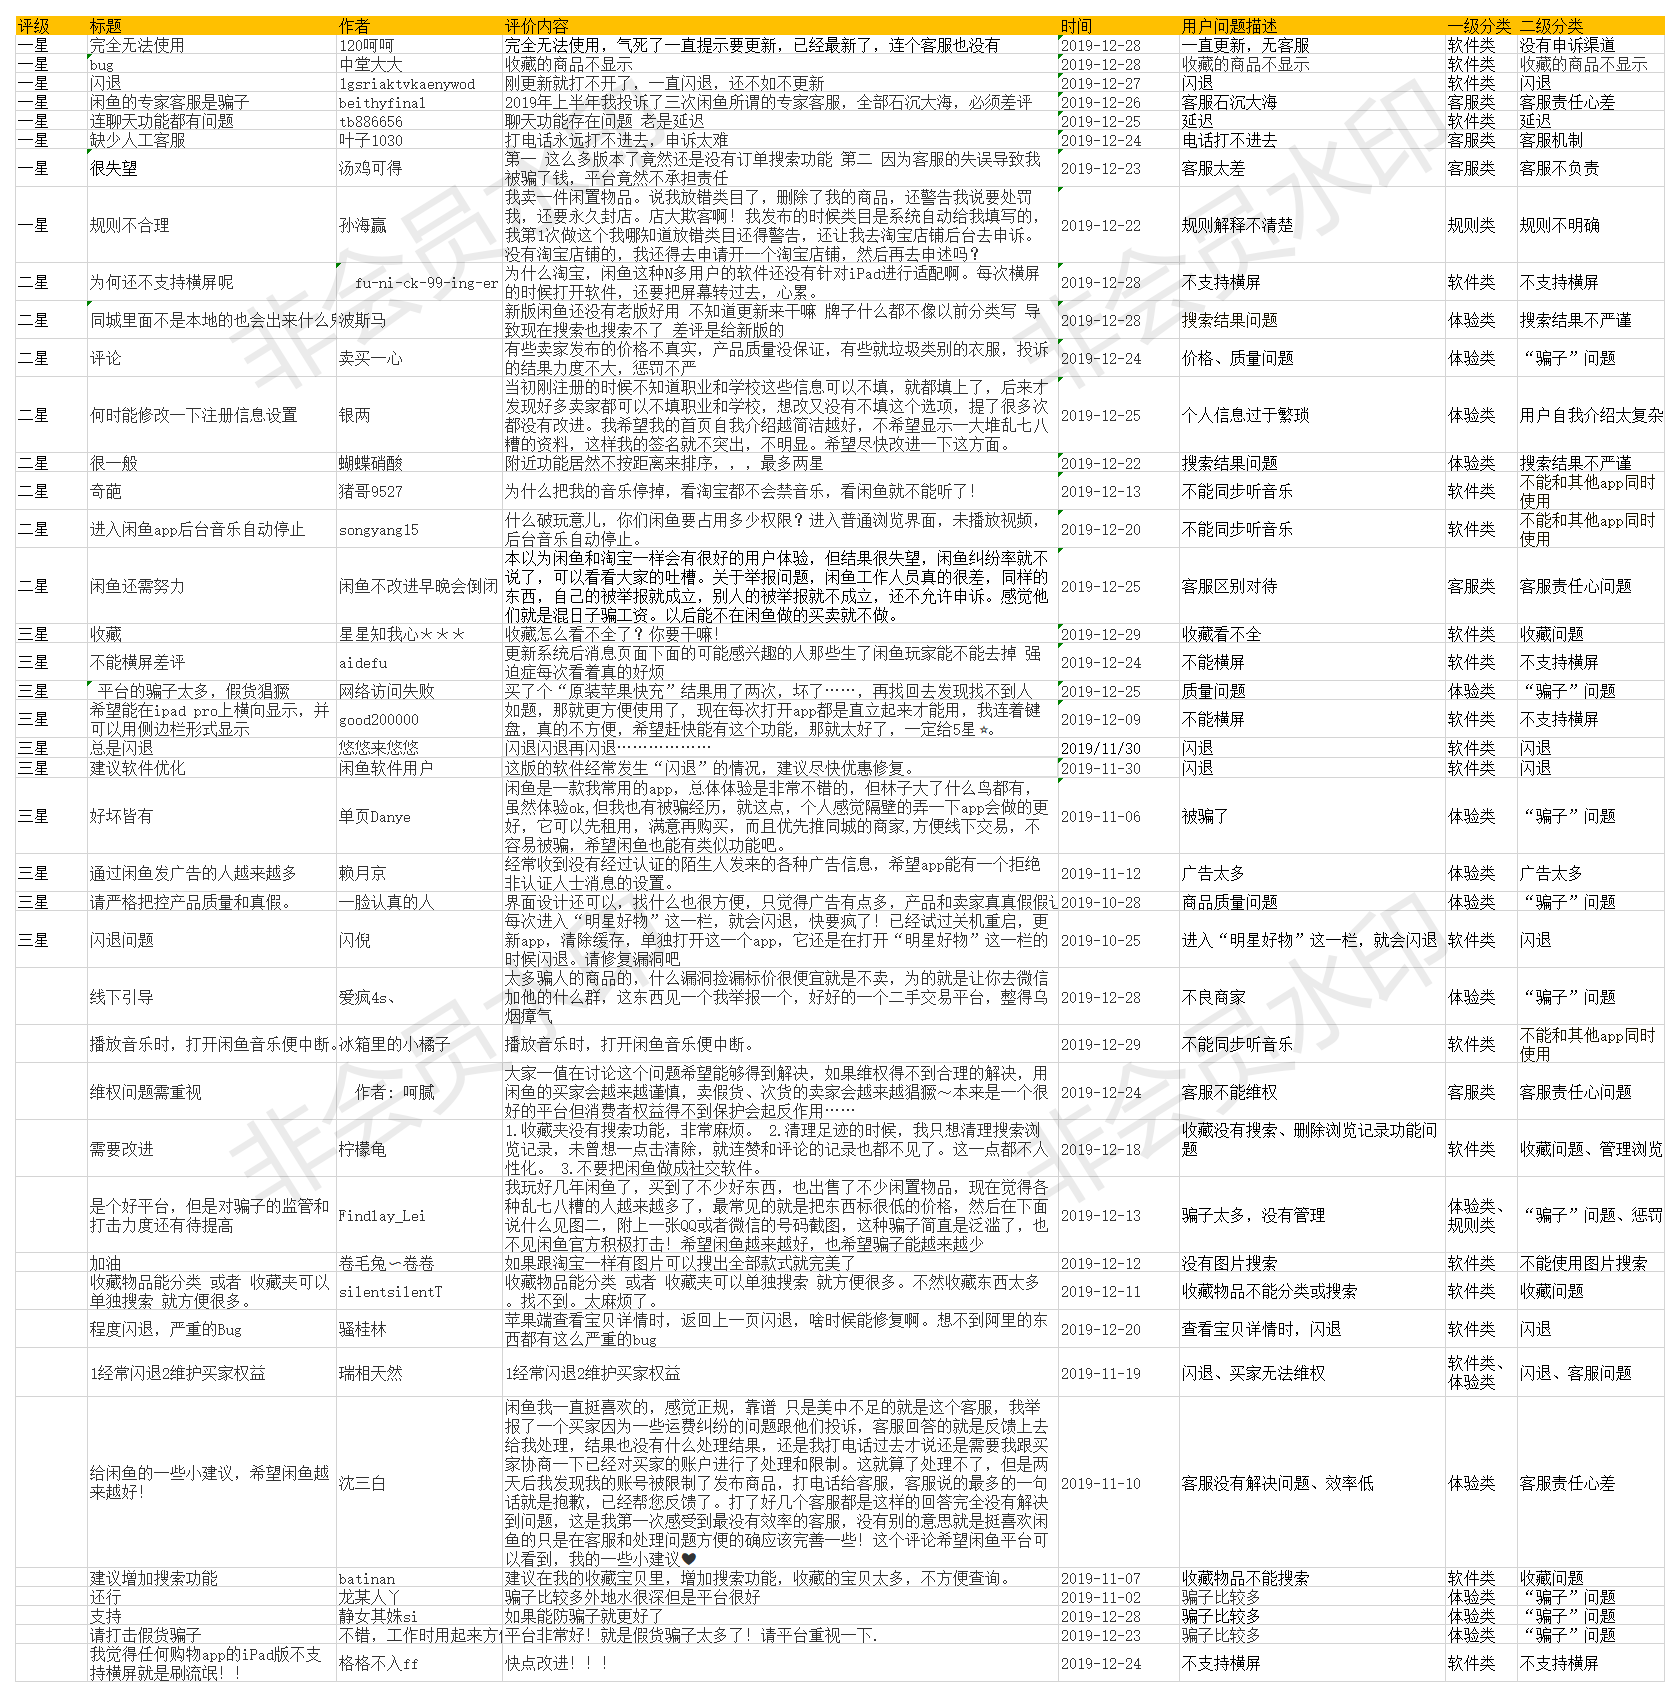 评级 标题 作者 评价内容 时间 用户问题描述 一级分类 二级分类
一星 完全无法使用 120呵呵 完全无法使用，气死了一直提示要更新，已经最新了，连个客服也没有 2019-12-28 一直更新，无客服 软件类 没有申诉渠道
一星 bug 中堂大大 收藏的商品不显示 2019-12-28 收藏的商品不显示 软件类 收藏的商品不显示
一星 闪退 lgsriaktvkaenywod 刚更新就打不开了，一直闪退，还不如不更新 2019-12-27 闪退 软件类 闪退
一星 闲鱼的专家客服是骗子 beithyfinal 2019年上半年我投诉了三次闲鱼所谓的专家客服，全部石沉大海，必须差评 2019-12-26 客服石沉大海 客服类 客服责任心差
一星 连聊天功能都有问题 tb886656 聊天功能存在问题 老是延迟 2019-12-25 延迟 软件类 延迟
一星 缺少人工客服 叶子1030 打电话永远打不进去，申诉太难 2019-12-24 电话打不进去 客服类 客服机制
一星 很失望 汤鸡可得 第一 这么多版本了竟然还是没有订单搜索功能 第二 因为客服的失误导致我
被骗了钱，平台竟然不承担责任 2019-12-23 客服太差 客服类 客服不负责
一星 规则不合理 孙海赢 我卖一件闲置物品。说我放错类目了，删除了我的商品，还警告我说要处罚
我，还要永久封店。店大欺客啊！我发布的时候类目是系统自动给我填写的，
我第1次做这个我哪知道放错类目还得警告，还让我去淘宝店铺后台去申诉。
没有淘宝店铺的，我还得去申请开一个淘宝店铺，然后再去申述吗？ 2019-12-22 规则解释不清楚 规则类 规则不明确
二星 为何还不支持横屏呢 fu-ni-ck-99-ing-er 为什么淘宝，闲鱼这种N多用户的软件还没有针对iPad进行适配啊。每次横屏
的时候打开软件，还要把屏幕转过去，心累。 2019-12-28 不支持横屏 软件类 不支持横屏
二星 同城里面不是本地的也会出来什么 波斯马 新版闲鱼还没有老版好用 不知道更新来干嘛 牌子什么都不像以前分类写 导
致现在搜索也搜索不了 差评是给新版的 2019-12-28 搜索结果问题 体验类 搜索结果不严谨
二星 评论 卖买一心 有些卖家发布的价格不真实，产品质量没保证，有些就垃圾类别的衣服，投诉
的结果力度不大，惩罚不严 2019-12-24 价格、质量问题 体验类 “骗子”问题
二星 何时能修改一下注册信息设置 银两 当初刚注册的时候不知道职业和学校这些信息可以不填，就都填上了，后来才
发现好多卖家都可以不填职业和学校，想改又没有不填这个选项，提了很多次
都没有改进。我希望我的首页自我介绍越简洁越好，不希望显示一大堆乱七八
糟的资料，这样我的签名就不突出，不明显。希望尽快改进一下这方面。 2019-12-25 个人信息过于繁琐 体验类 用户自我介绍太复杂
二星 很一般 蝴蝶硝酸 附近功能居然不按距离来排序，，，最多两星 2019-12-22 搜索结果问题 体验类 搜索结果不严谨
二星 奇葩 猪哥9527 为什么把我的音乐停掉，看淘宝都不会禁音乐，看闲鱼就不能听了！ 2019-12-13 不能同步听音乐 软件类 不能和其他app同时
使用
二星 进入闲鱼app后台音乐自动停止 songyang15 什么破玩意儿，你们闲鱼要占用多少权限？进入普通浏览界面，未播放视频，
后台音乐自动停止。 2019-12-20 不能同步听音乐 软件类 不能和其他app同时
使用
二星 闲鱼还需努力 闲鱼不改进早晚会倒闭 本以为闲鱼和淘宝一样会有很好的用户体验，但结果很失望，闲鱼纠纷率就不
说了，可以看看大家的吐槽。关于举报问题，闲鱼工作人员真的很差，同样的
东西，自己的被举报就成立，别人的被举报就不成立，还不允许申诉。感觉他
们就是混日子骗工资。以后能不在闲鱼做的买卖就不做。 2019-12-25 客服区别对待 客服类 客服责任心问题
三星 收藏 星星知我心＊＊＊ 收藏怎么看不全了？你要干嘛！ 2019-12-29 收藏看不全 软件类 收藏问题
三星 不能横屏差评 aidefu 更新系统后消息页面下面的可能感兴趣的人那些生了闲鱼玩家能不能去掉 强
迫症每次看着真的好烦 2019-12-24 不能横屏 软件类 不支持横屏
三星 平台的骗子太多，假货猖獗 网络访问失败 买了个“原装苹果快充”结果用了两次，坏了……，再找回去发现找不到人 2019-12-25 质量问题 体验类 “骗子”问题
三星 希望能在ipad pro上横向显示，并
可以用侧边栏形式显示 good200000 如题，那就更方便使用了, 现在每次打开app都是直立起来才能用，我连着键
盘，真的不方便，希望赶快能有这个功能，那就太好了，一定给5星⭐。 2019-12-09 不能横屏 软件类 不支持横屏
三星 总是闪退 悠悠来悠悠 闪退闪退再闪退……………… 2019/11/30 闪退 软件类 闪退
三星 建议软件优化 闲鱼软件用户 这版的软件经常发生“闪退”的情况，建议尽快优惠修复。 2019-11-30 闪退 软件类 闪退
三星 好坏皆有 单页Danye 闲鱼是一款我常用的app，总体体验是非常不错的，但林子大了什么鸟都有，
虽然体验ok,但我也有被骗经历，就这点，个人感觉隔壁的弄一下app会做的更
好，它可以先租用，满意再购买，而且优先推同城的商家,方便线下交易，不
容易被骗，希望闲鱼也能有类似功能吧。 2019-11-06 被骗了 体验类 “骗子”问题
三星 通过闲鱼发广告的人越来越多 赖月京 经常收到没有经过认证的陌生人发来的各种广告信息，希望app能有一个拒绝
非认证人士消息的设置。 2019-11-12 广告太多 体验类 广告太多
三星 请严格把控产品质量和真假。 一脸认真的人 界面设计还可以，找什么也很方便，只觉得广告有点多，产品和卖家真真假假 2019-10-28 商品质量问题 体验类 “骗子”问题
三星 闪退问题 闪倪 每次进入“明星好物”这一栏，就会闪退，快要疯了！已经试过关机重启，更
新app，清除缓存，单独打开这一个app，它还是在打开“明星好物”这一栏的
时候闪退。请修复漏洞吧 2019-10-25 进入“明星好物”这一栏，就会闪退 软件类 闪退
线下引导 爱疯4s、 太多骗人的商品的，什么漏洞捡漏标价很便宜就是不卖，为的就是让你去微信
加他的什么群，这东西见一个我举报一个，好好的一个二手交易平台，整得乌
烟瘴气 2019-12-28 不良商家 体验类 “骗子”问题
播放音乐时，打开闲鱼音乐便中断。 冰箱里的小橘子 播放音乐时，打开闲鱼音乐便中断。 2019-12-29 不能同步听音乐 软件类 不能和其他app同时
使用
维权问题需重视 作者: 呵腻 大家一值在讨论这个问题希望能够得到解决，如果维权得不到合理的解决，用
闲鱼的买家会越来越谨慎，卖假货、次货的卖家会越来越猖獗～本来是一个很
好的平台但消费者权益得不到保护会起反作用…… 2019-12-24 客服不能维权 客服类 客服责任心问题
需要改进 柠檬龟 1.收藏夹没有搜索功能，非常麻烦。 2.清理足迹的时候，我只想清理搜索浏
览记录，未曾想一点击清除，就连赞和评论的记录也都不见了。这一点都不人
性化。 3.不要把闲鱼做成社交软件。 2019-12-18 收藏没有搜索、删除浏览记录功能问
题 软件类 收藏问题、管理浏览
是个好平台，但是对骗子的监管和
打击力度还有待提高 Findlay_Lei 我玩好几年闲鱼了，买到了不少好东西，也出售了不少闲置物品，现在觉得各
种乱七八糟的人越来越多了，最常见的就是把东西标很低的价格，然后在下面
说什么见图二，附上一张QQ或者微信的号码截图，这种骗子简直是泛滥了，也
不见闲鱼官方积极打击！希望闲鱼越来越好，也希望骗子能越来越少 2019-12-13 骗子太多，没有管理 体验类、
规则类 “骗子”问题、惩罚
加油 卷毛兔∽卷卷 如果跟淘宝一样有图片可以搜出全部款式就完美了 2019-12-12 没有图片搜索 软件类 不能使用图片搜索
收藏物品能分类 或者 收藏夹可以
单独搜索 就方便很多。 silentsilentT 收藏物品能分类 或者 收藏夹可以单独搜索 就方便很多。不然收藏东西太多
。找不到。太麻烦了。 2019-12-11 收藏物品不能分类或搜索 软件类 收藏问题
程度闪退，严重的Bug 骚桂林 苹果端查看宝贝详情时，返回上一页闪退，啥时候能修复啊。想不到阿里的东
西都有这么严重的bug 2019-12-20 查看宝贝详情时，闪退 软件类 闪退
1经常闪退2维护买家权益 瑞相天然 1经常闪退2维护买家权益 2019-11-19 闪退、买家无法维权 软件类、
体验类 闪退、客服问题
给闲鱼的一些小建议，希望闲鱼越
来越好！ 沈三白 闲鱼我一直挺喜欢的，感觉正规，靠谱 只是美中不足的就是这个客服，我举
报了一个买家因为一些运费纠纷的问题跟他们投诉，客服回答的就是反馈上去
给我处理，结果也没有什么处理结果，还是我打电话过去才说还是需要我跟买
家协商一下已经对买家的账户进行了处理和限制。这就算了处理不了，但是两
天后我发现我的账号被限制了发布商品，打电话给客服，客服说的最多的一句
话就是抱歉，已经帮您反馈了。打了好几个客服都是这样的回答完全没有解决
到问题，这是我第一次感受到最没有效率的客服，没有别的意思就是挺喜欢闲
鱼的只是在客服和处理问题方便的确应该完善一些！这个评论希望闲鱼平台可
以看到，我的一些小建议♥ 2019-11-10 客服没有解决问题、效率低 体验类 客服责任心差
建议增加搜索功能 batinan 建议在我的收藏宝贝里，增加搜索功能，收藏的宝贝太多，不方便查询。 2019-11-07 收藏物品不能搜索 软件类 收藏问题
还行 龙某人丫 骗子比较多外地水很深但是平台很好 2019-11-02 骗子比较多 体验类 “骗子”问题
支持 静女其姝si 如果能防骗子就更好了 2019-12-28 骗子比较多 体验类 “骗子”问题
请打击假货骗子 不错，工作时用起来方 平台非常好！就是假货骗子太多了！请平台重视一下. 2019-12-23 骗子比较多 体验类 “骗子”问题
我觉得任何购物app的iPad版不支
持横屏就是刷流氓！！ 格格不入ff 快点改进！！！ 2019-12-24 不支持横屏 软件类 不支持横屏
非会员水印
非会员水印
非会员水印
非会员水印